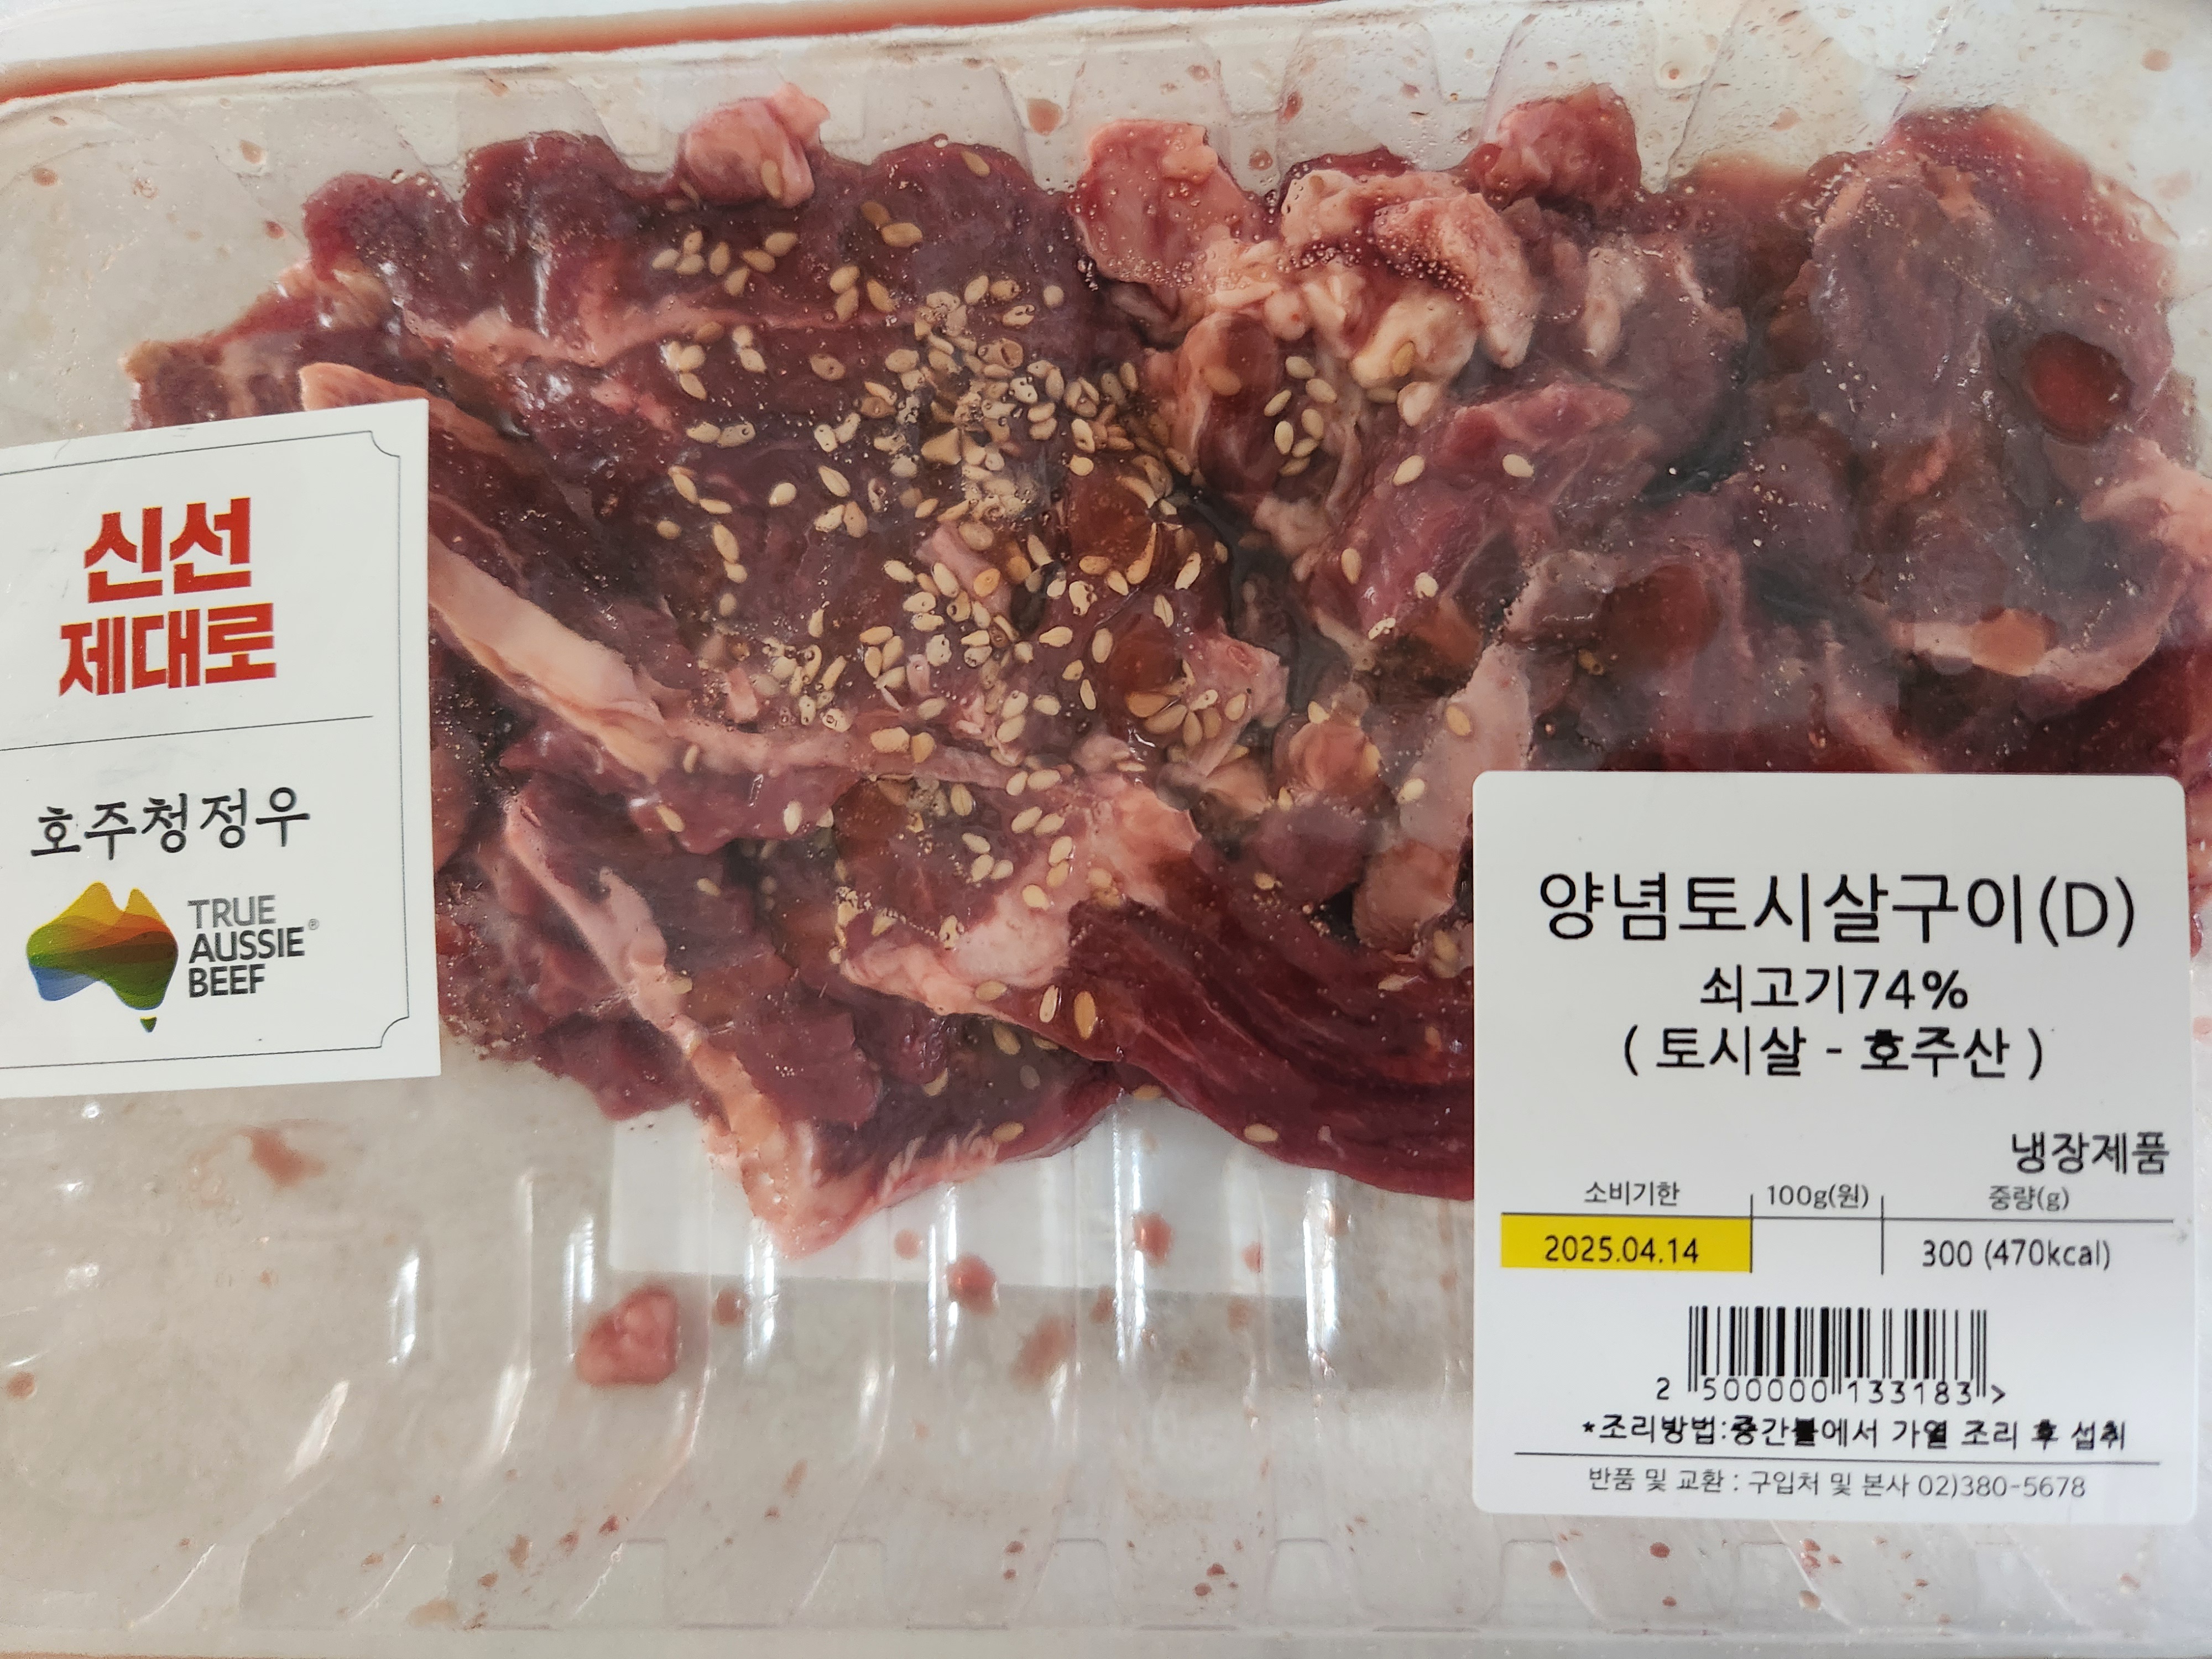 신선
제대로
호주청정우
TRUE
AUSSIE®
BEEF
양념토시살구이(D)
쇠고기74%
( 토시살 - 호주산 )
냉장제품
소비기한 100g(원) 중량(g)
2025.04.14 300 (470kcal)
2 500000 133183 >
*조리방법:중간불에서 가열 조리 후 섭취
반품 및 교환 : 구입처 및 본사 02)380-5678